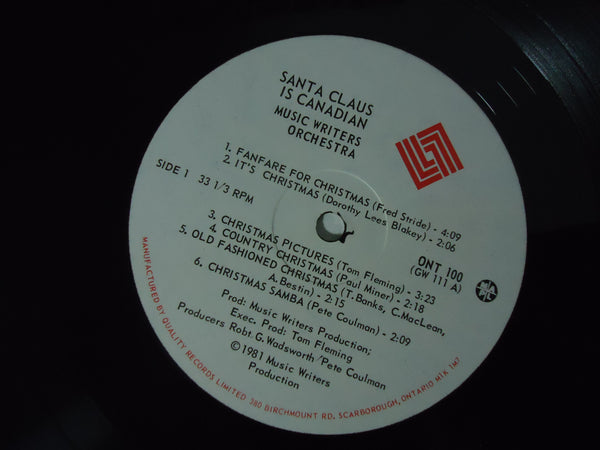 SANTA CLAUS
IS CANADIAN
MUSIC WRITERS
ORCHESTRA
SIDE 1 33 1/3 RPM
1. FANFARE FOR CHRISTMAS (Fred Stride) - 4:09
2. IT'S CHRISTMAS (Dorothy Lees Blakey) - 2:06
ONT 100
(GW 111 A)
3. CHRISTMAS PICTURES (Tom Fleming) - 3:23
4. COUNTRY CHRISTMAS (Paul Miner) - 2:18
5. OLD FASHIONED CHRISTMAS (T. Banks, C. MacLean,
A. Bestin) - 2:15
6. CHRISTMAS SAMBA (Pete Coulman) - 2:09
Prod: Music Writers Production;
Exec. Prod: Tom Fleming
Producers Robt. G. Wadsworth / Pete Coulman
©1981 Music Writers
Production
MANUFACTURED BY QUALITY RECORDS LIMITED 380 BIRCHMOUNT RD. SCARBOROUGH, ONTARIO M1K 1M7